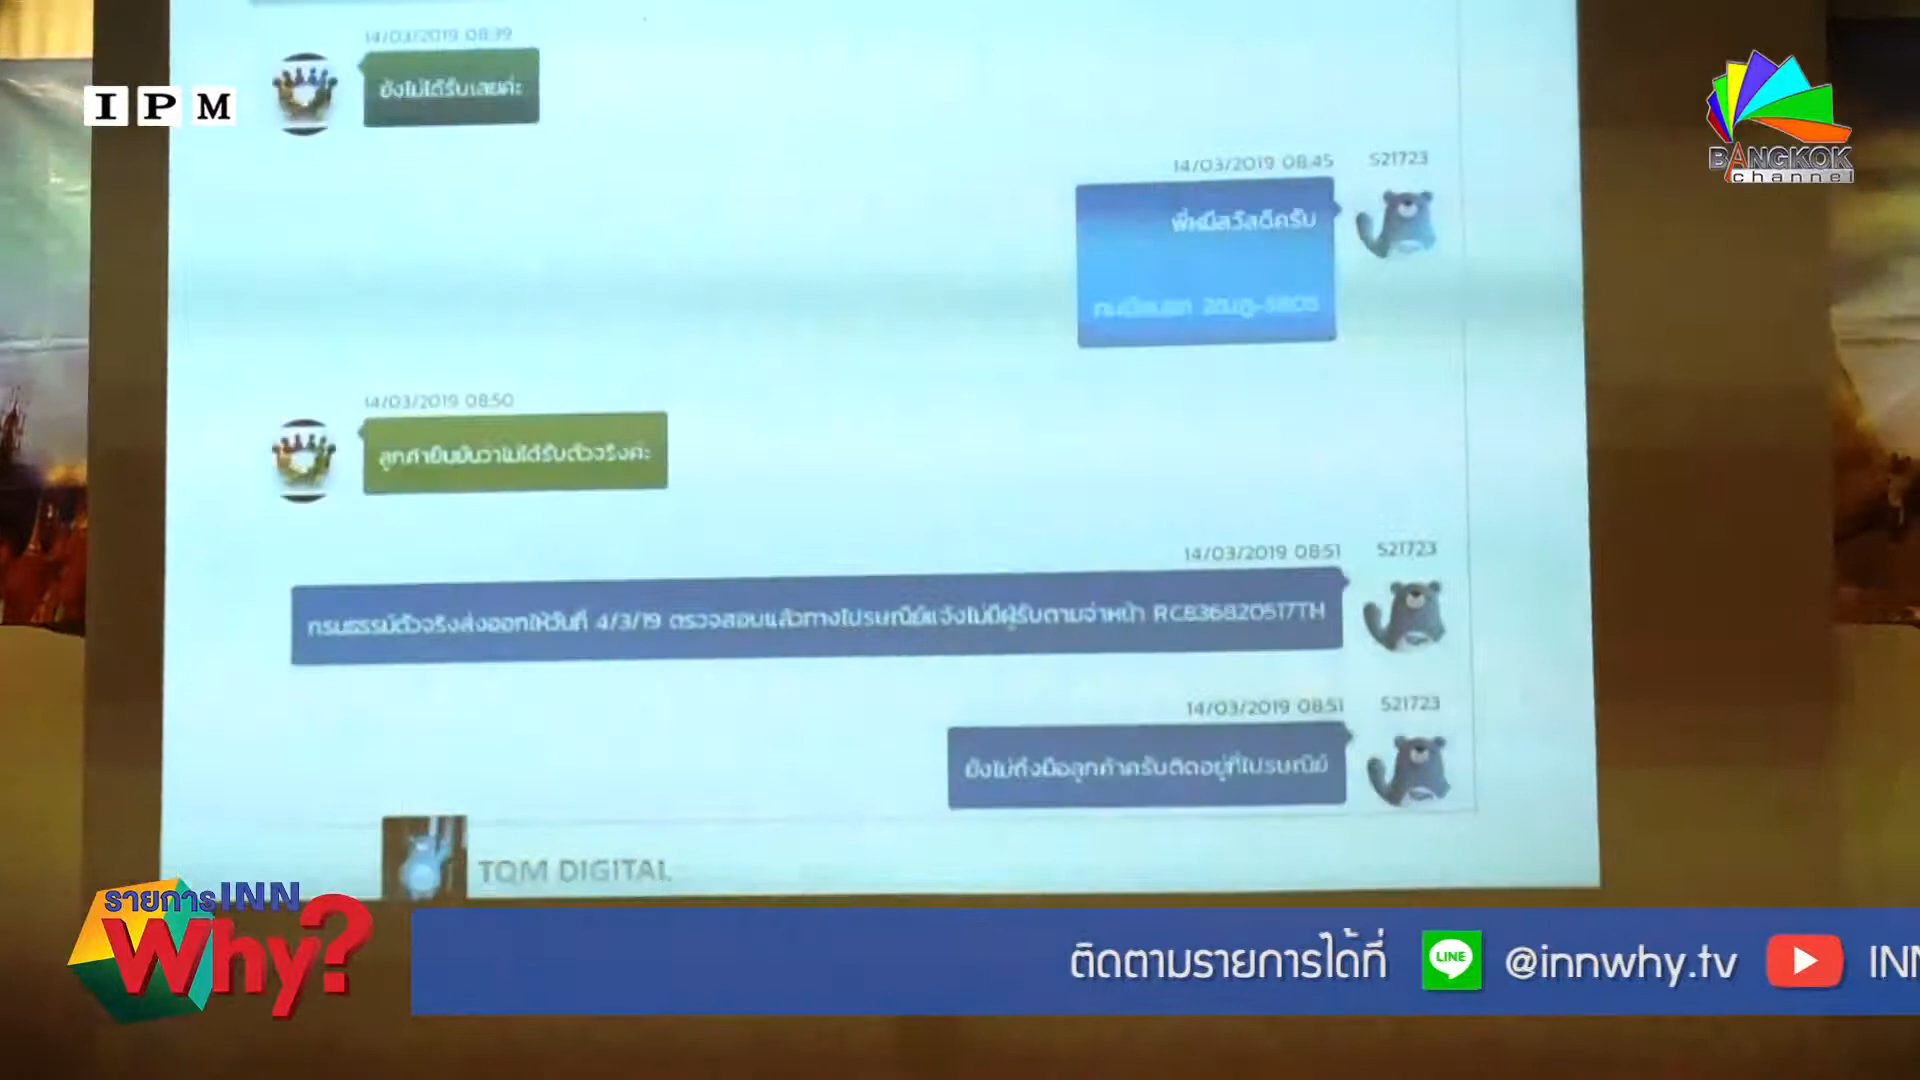 14/03/2019 08:39
ยังไม่ได้รับเลยค่ะ
IPM
BANGKOK
channel
14/03/2019 08:45 S21723
พี่หมีสวัสดีครับ
14/03/2019 08:50
ลูกค้ายืนยันว่าไม่ได้รับตัวจริงค่ะ
14/03/2019 08:51 S21723
กรมธรรม์ตัวจริงส่งออกให้วันที่ 4/3/19 ตรวจสอบแล้วทางไปรษณีย์แจ้งไม่มีผู้รับตามจ่าหน้า RC836820517TH
14/03/2019 08:51 S21723
ยังไม่ถึงมือลูกค้าครับติดอยู่ที่ไปรษณีย์
TQM DIGITAL
รายการINN
Why?
ติดตามรายการได้ที่ LINE @innwhy.tv INN